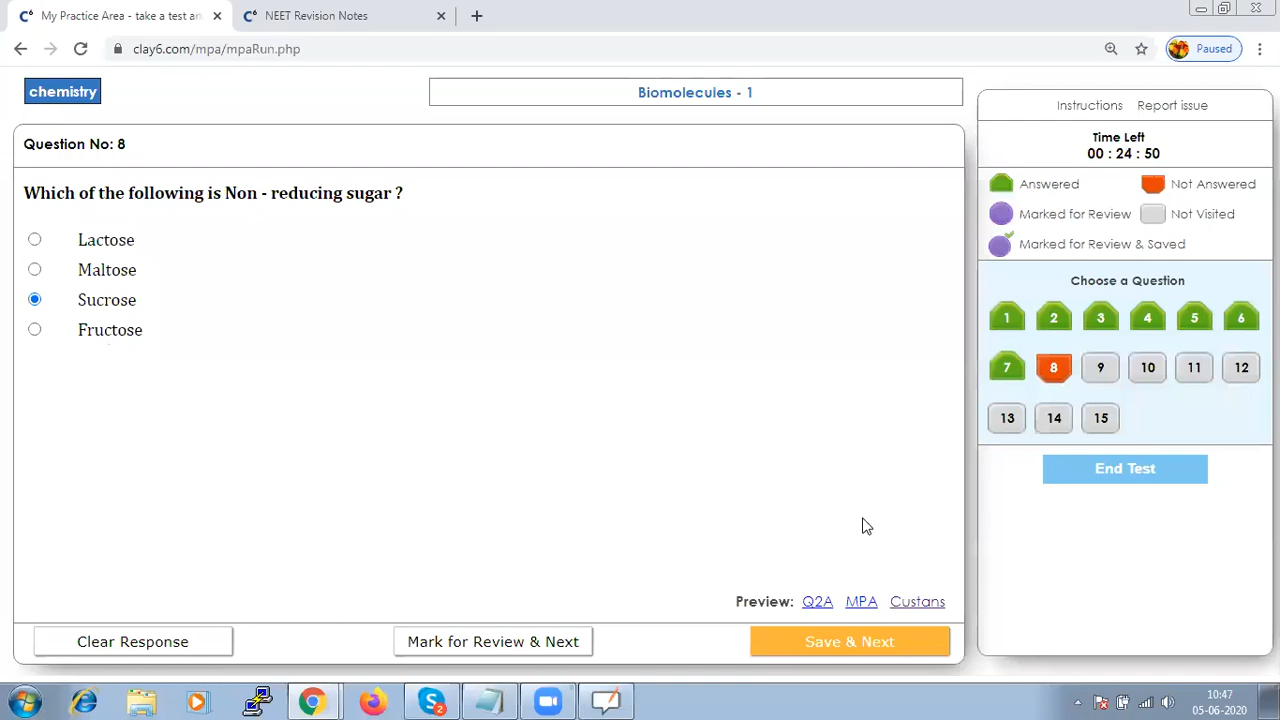 My Practice Area - take a test an
NEET Revision Notes
clay6.com/mpa/mpaRun.php
Paused
chemistry
Biomolecules - 1
Instructions Report issue
Question No: 8
Time Left
00 : 24 : 50
Which of the following is Non - reducing sugar ?
Answered
Not Answered
Marked for Review
Not Visited
Marked for Review & Saved
Lactose
Maltose
Sucrose
Fructose
Choose a Question
1 2 3 4 5 6
7 8 9 10 11 12
13 14 15
End Test
Preview: Q2A MPA Custans
Clear Response
Mark for Review & Next
Save & Next
2
10:47
05-06-2020